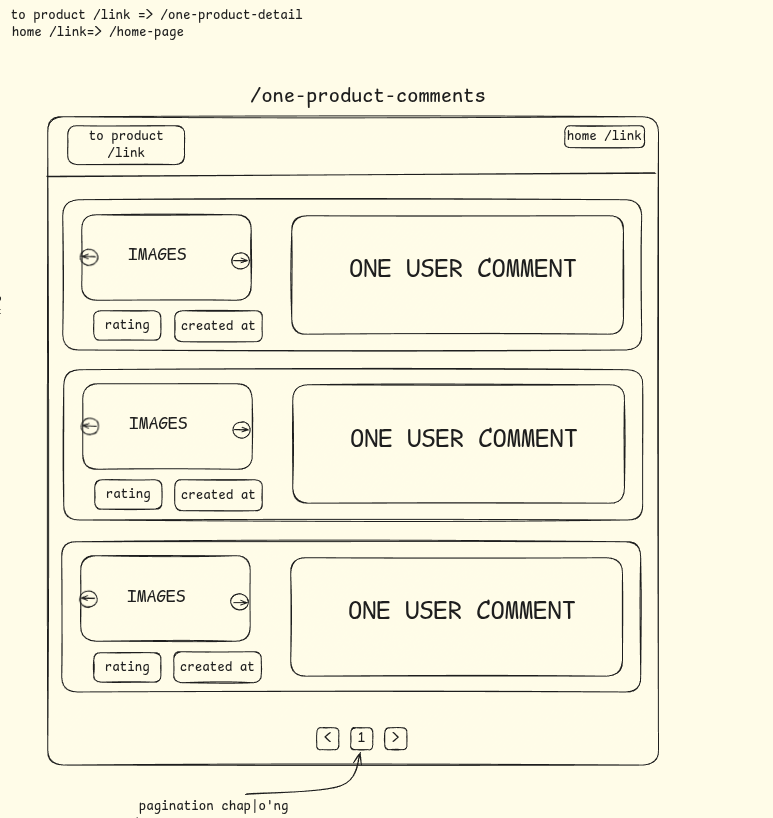 to product /link => /one-product-detail
home /link=> /home-page
/one-product-comments
to product
/link
home /link
IMAGES
ONE USER COMMENT
rating
created at
IMAGES
ONE USER COMMENT
rating
created at
IMAGES
ONE USER COMMENT
rating
created at
< 1 >
pagination chap|o'ng